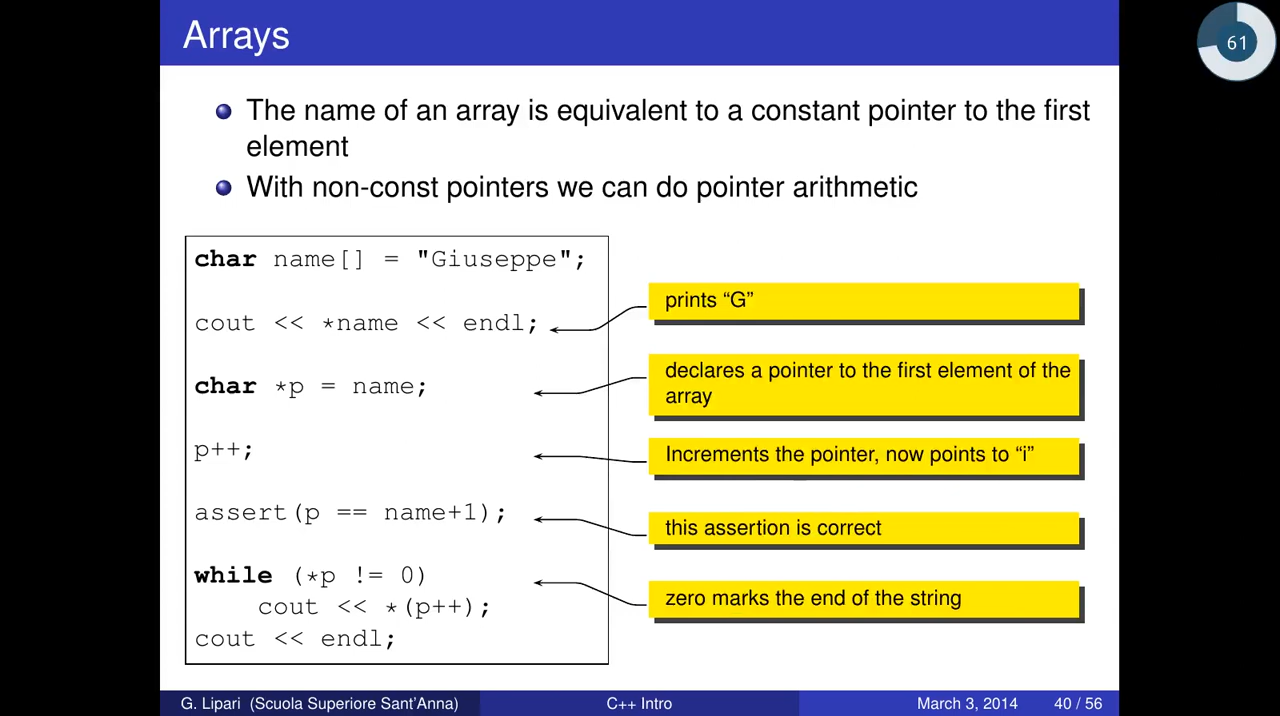 Arrays
61
The name of an array is equivalent to a constant pointer to the first
element
With non-const pointers we can do pointer arithmetic
char name[] = "Giuseppe";
cout << *name << endl;
char *p = name;
p++;
assert(p == name+1);
while (*p != 0)
cout << *(p++);
cout << endl;
prints “G”
declares a pointer to the first element of the
array
Increments the pointer, now points to “i”
this assertion is correct
zero marks the end of the string
G. Lipari (Scuola Superiore Sant’Anna)
C++ Intro
March 3, 2014
40 / 56